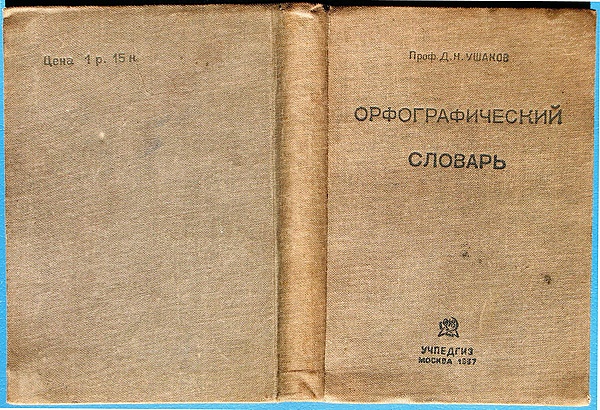 Цена 1 р. 15 к.
Проф. Д. Н. УШАКОВ
ОРФОГРАФИЧЕСКИЙ
СЛОВАРЬ
УЧПЕДГИЗ
МОСКВА 1937